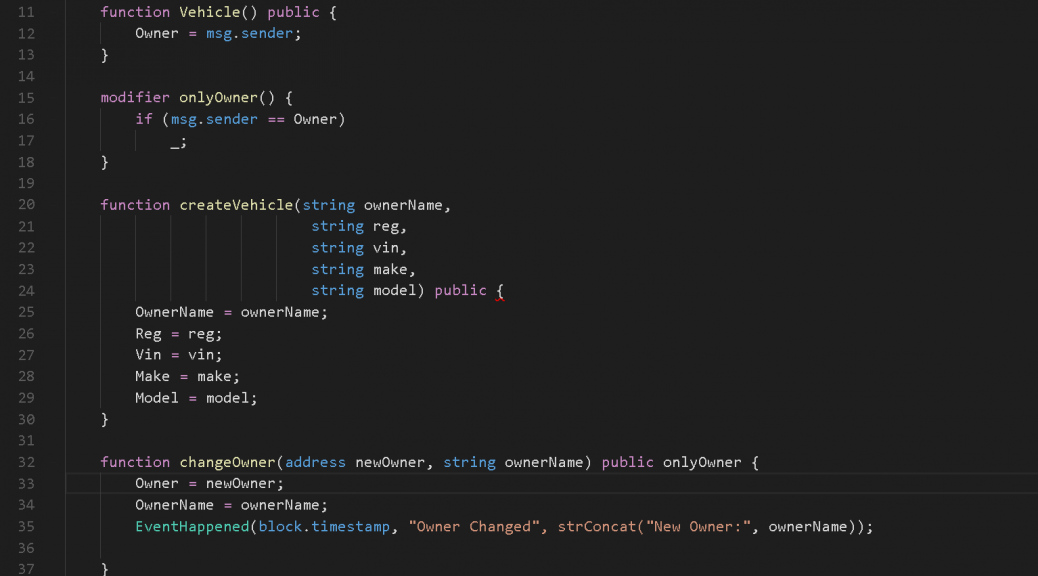 11 function Vehicle() public {
12 Owner = msg.sender;
13 }
14
15 modifier onlyOwner() {
16 if (msg.sender == Owner)
17 _;
18 }
19
20 function createVehicle(string ownerName,
21 string reg,
22 string vin,
23 string make,
24 string model) public {
25 OwnerName = ownerName;
26 Reg = reg;
27 Vin = vin;
28 Make = make;
29 Model = model;
30 }
31
32 function changeOwner(address newOwner, string ownerName) public onlyOwner {
33 Owner = newOwner;
34 OwnerName = ownerName;
35 EventHappened(block.timestamp, "Owner Changed", strConcat("New Owner:", ownerName));
36
37 }